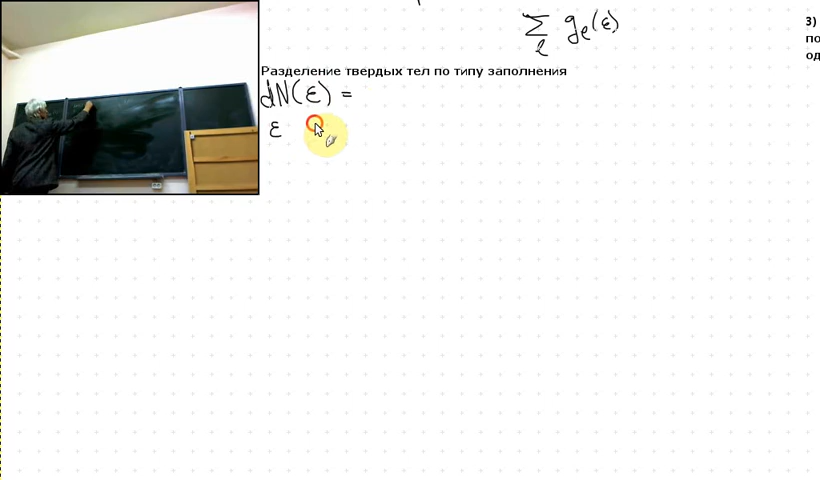 ∑ gℓ(ε)
ℓ
3)
по
од
Разделение твердых тел по типу заполнения
dN(ε) =
ε